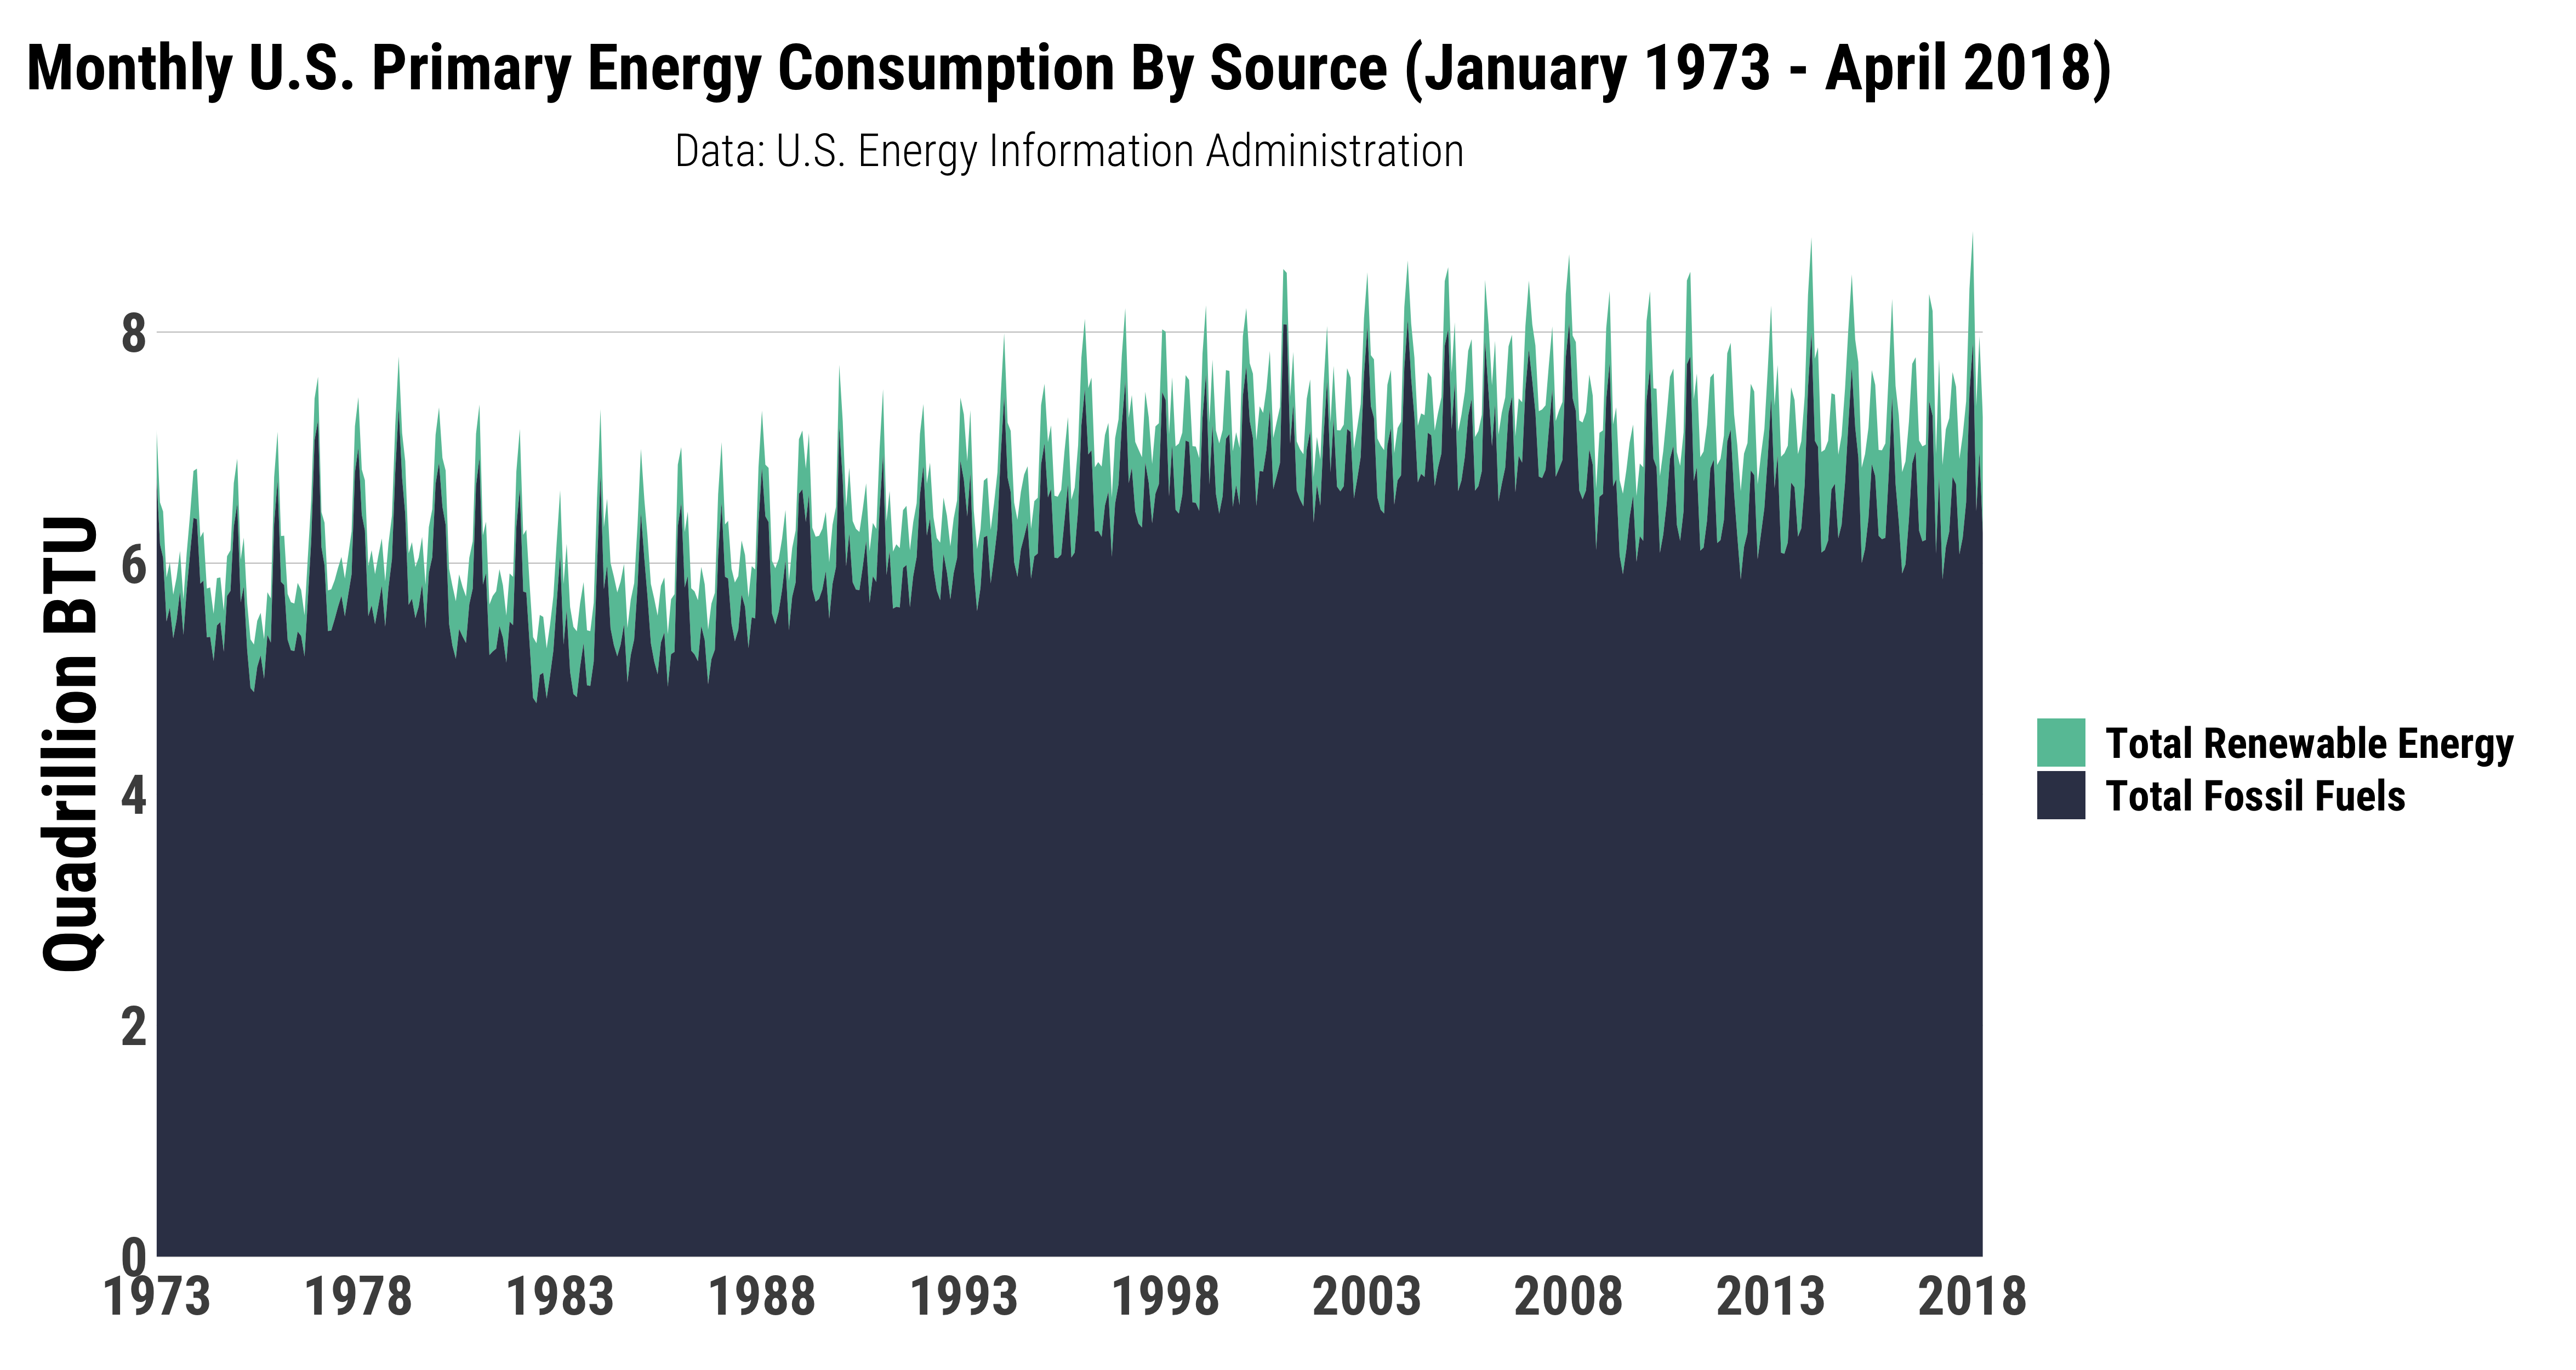 Monthly U.S. Primary Energy Consumption By Source (January 1973 - April 2018)
Data: U.S. Energy Information Administration
Quadrillion BTU
8
6
4
2
0
1973 1978 1983 1988 1993 1998 2003 2008 2013 2018
Total Renewable Energy
Total Fossil Fuels